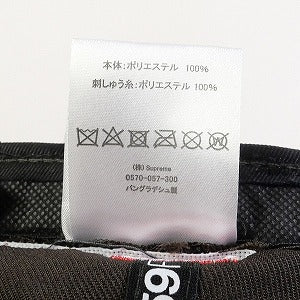 本体：ポリエステル 100%
刺しゅう糸：ポリエステル 100%
(株) Supreme
0570-057-300
バングラデシュ製
59F